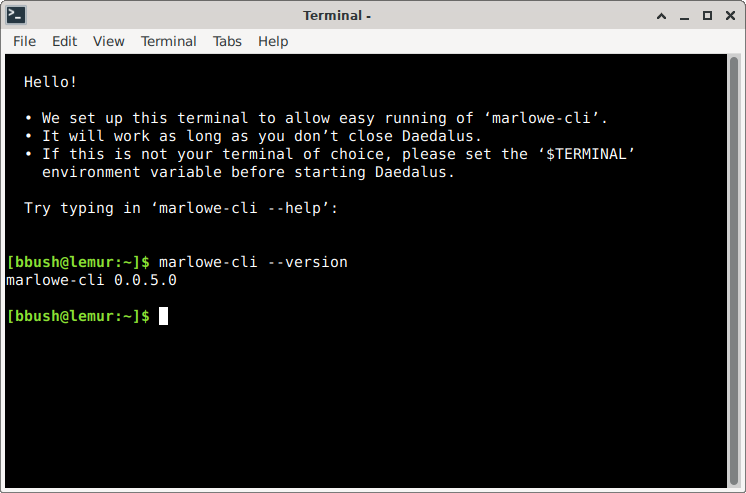 Terminal -
File Edit View Terminal Tabs Help
Hello!
• We set up this terminal to allow easy running of ‘marlowe-cli’.
• It will work as long as you don’t close Daedalus.
• If this is not your terminal of choice, please set the ‘$TERMINAL’
environment variable before starting Daedalus.
Try typing in ‘marlowe-cli --help’:
[bbush@lemur:~]$ marlowe-cli --version
marlowe-cli 0.0.5.0
[bbush@lemur:~]$